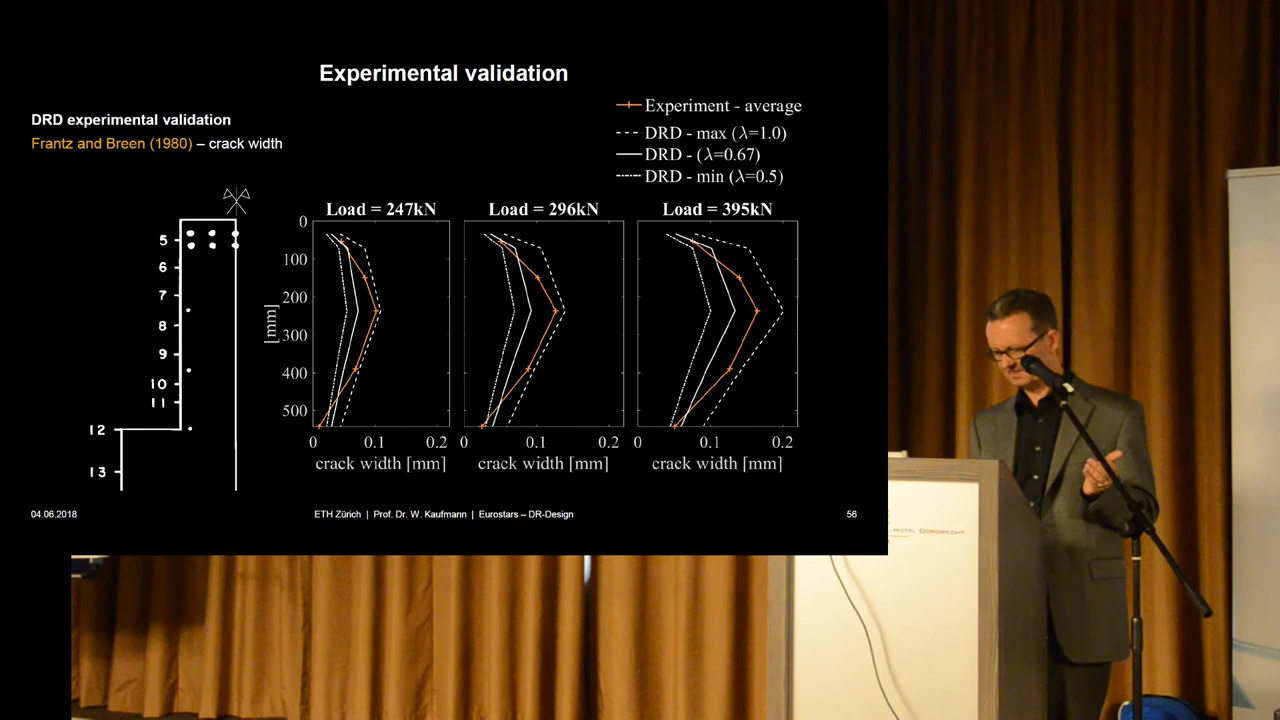 Experimental validation
DRD experimental validation
Frantz and Breen (1980) – crack width
Experiment - average
DRD - max (λ=1.0)
DRD - (λ=0.67)
DRD - min (λ=0.5)
Load = 247kN
Load = 296kN
Load = 395kN
0
100
200
300
400
500
[mm]
5
6
7
8
9
10
11
12
13
0 0.1 0.2
0 0.1 0.2
0 0.1 0.2
crack width [mm]
crack width [mm]
crack width [mm]
04.06.2018
ETH Zürich | Prof. Dr. W. Kaufmann | Eurostars – DR-Design
56
Hotel Dordrecht